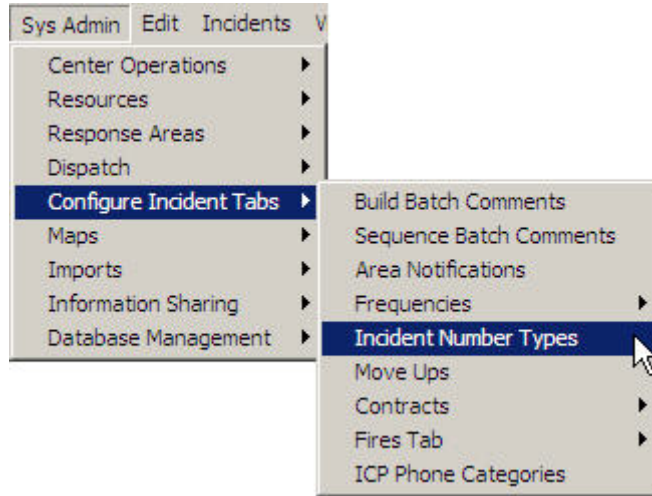 Sys Admin Edit Incidents
Center Operations
Resources
Response Areas
Dispatch
Configure Incident Tabs
Maps
Imports
Information Sharing
Database Management
Build Batch Comments
Sequence Batch Comments
Area Notifications
Frequencies
Incident Number Types
Move Ups
Contracts
Fires Tab
ICP Phone Categories